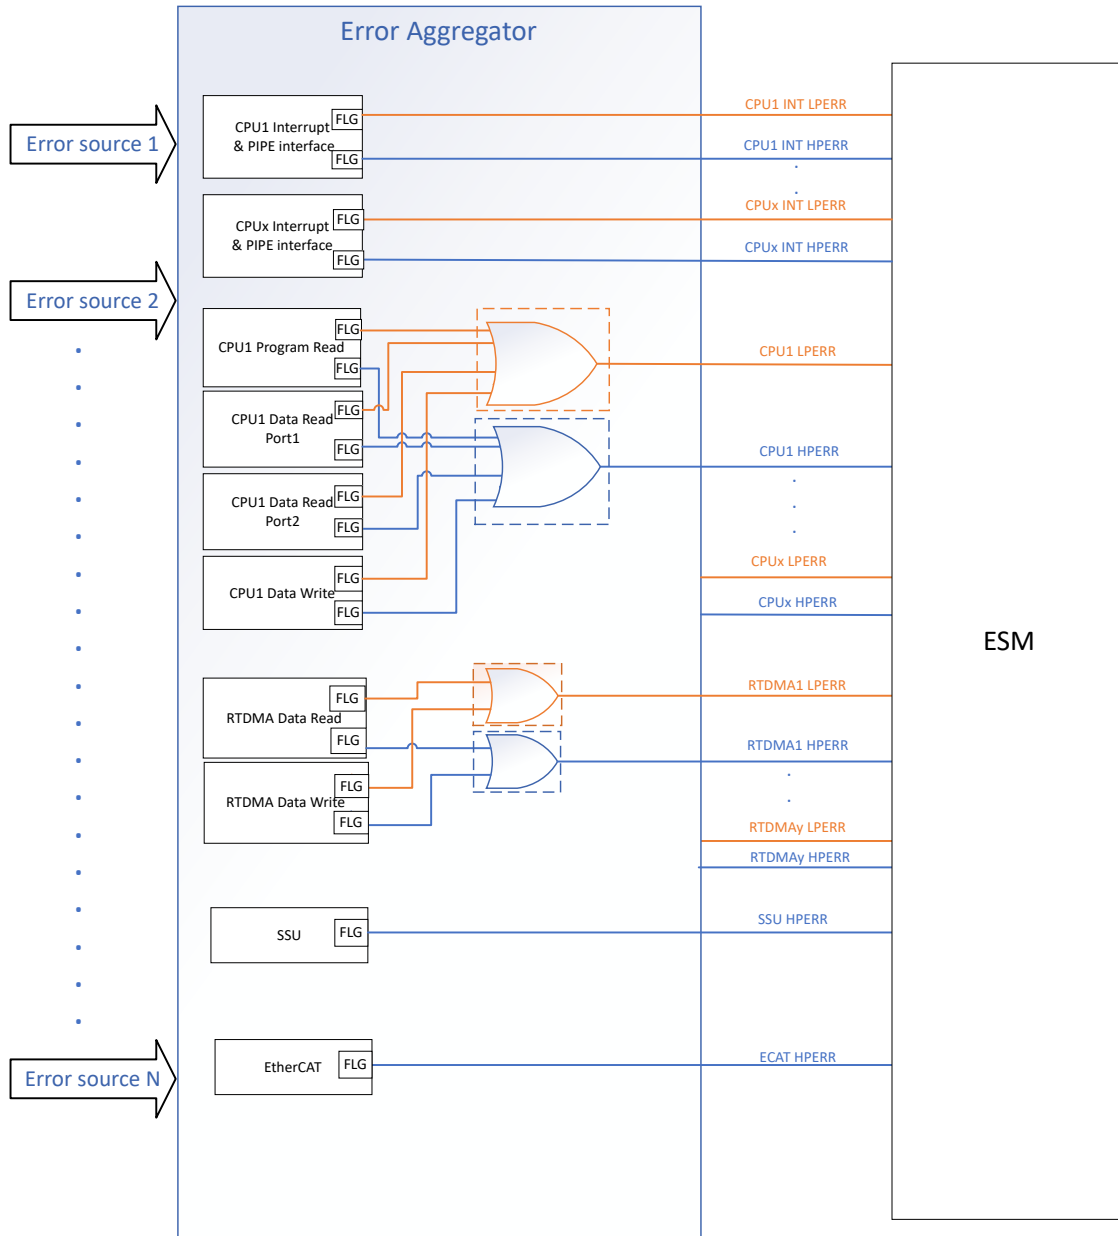 Error Aggregator
Error source 1
CPU1 Interrupt
& PIPE interface
FLG
FLG
CPU1 INT LPERR
CPU1 INT HPERR
CPUx Interrupt
& PIPE interface
FLG
FLG
CPUx INT LPERR
CPUx INT HPERR
Error source 2
CPU1 Program Read
FLG
FLG
CPU1 LPERR
CPU1 Data Read
Port1
FLG
FLG
CPU1 HPERR
CPU1 Data Read
Port2
FLG
FLG
CPU1 Data Write
FLG
FLG
CPUx LPERR
CPUx HPERR
ESM
RTDMA Data Read
FLG
FLG
RTDMA1 LPERR
RTDMA1 HPERR
RTDMA Data Write
FLG
FLG
RTDMAy LPERR
RTDMAy HPERR
SSU
FLG
SSU HPERR
Error source N
EtherCAT
FLG
ECAT HPERR